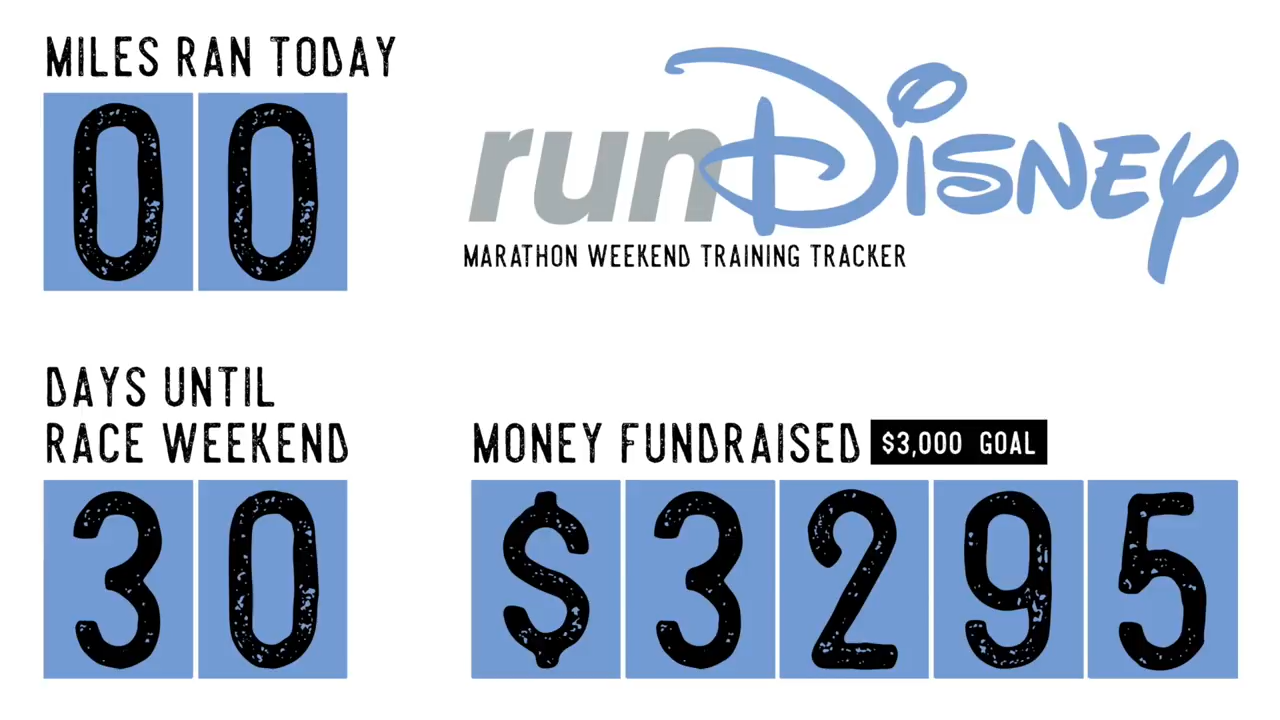 MILES RAN TODAY
00
runDisney
MARATHON WEEKEND TRAINING TRACKER
DAYS UNTIL
RACE WEEKEND
30
MONEY FUNDRAISED $3,000 GOAL
$3295